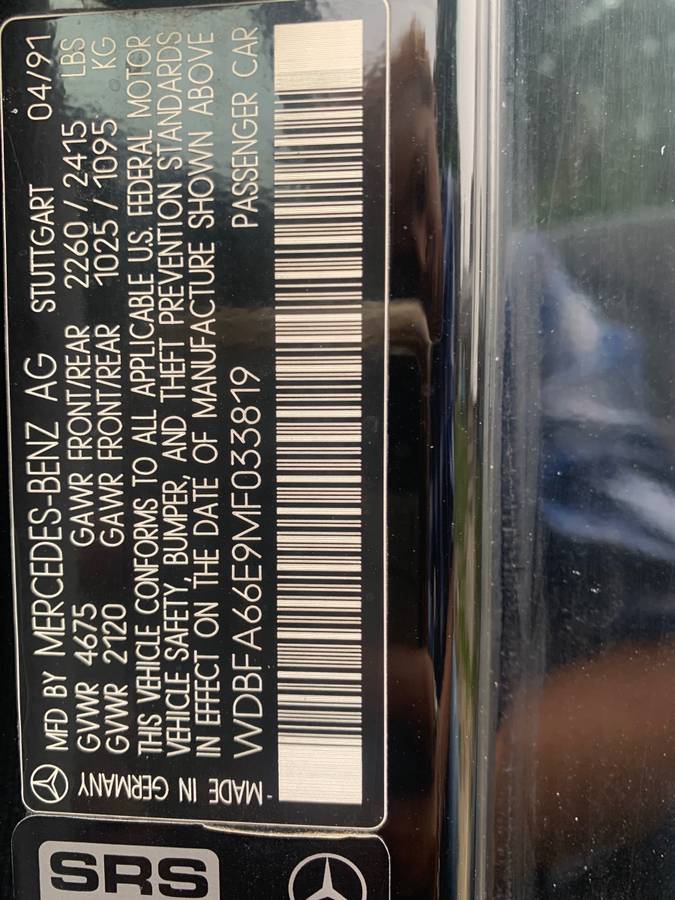 MFD BY MERCEDES-BENZ AG STUTTGART 04/91
GVWR 4675 GAWR FRONT/REAR 2260 / 2415 LBS
GVWR 2120 GAWR FRONT/REAR 1025 / 1095 KG
THIS VEHICLE CONFORMS TO ALL APPLICABLE U.S. FEDERAL MOTOR
VEHICLE SAFETY, BUMPER, AND THEFT PREVENTION STANDARDS
IN EFFECT ON THE DATE OF MANUFACTURE SHOWN ABOVE
WDBFA66E9MF033819 PASSENGER CAR
MADE IN GERMANY
SRS